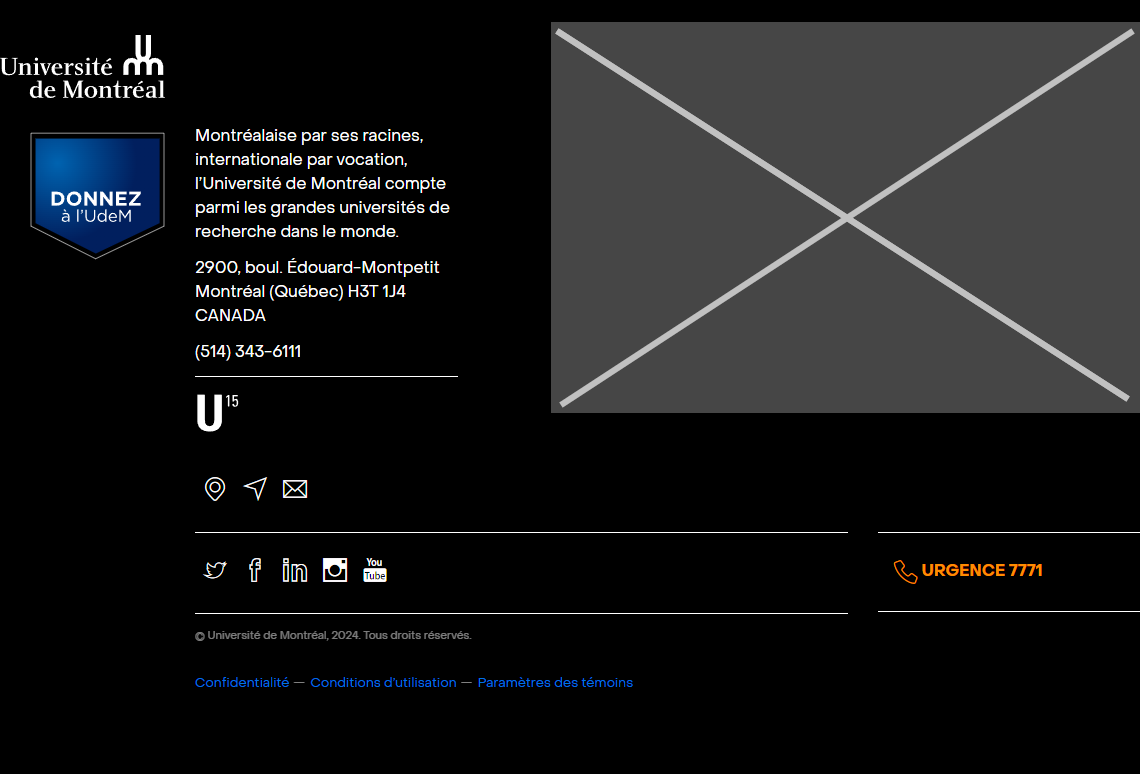 Université
de Montréal
DONNEZ
à l'UdeM
Montréalaise par ses racines,
internationale par vocation,
l'Université de Montréal compte
parmi les grandes universités de
recherche dans le monde.
2900, boul. Édouard-Montpetit
Montréal (Québec) H3T 1J4
CANADA
(514) 343-6111
U15
You
Tube
URGENCE 7771
© Université de Montréal, 2024. Tous droits réservés.
Confidentialité — Conditions d'utilisation — Paramètres des témoins